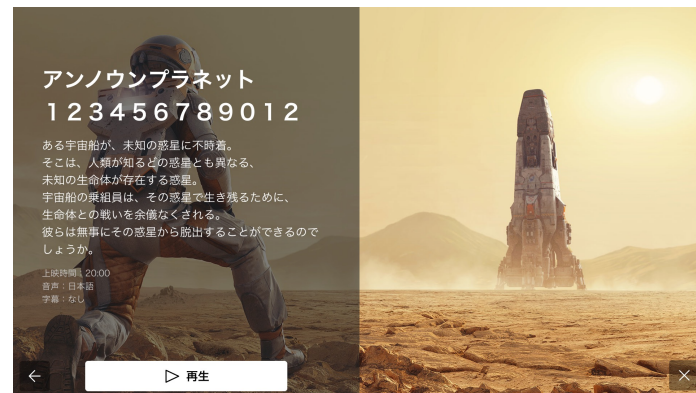 アンノウンプラネット
１２３４５６７８９０１２
ある宇宙船が、未知の惑星に不時着。
そこは、人類が知るどの惑星とも異なる、
未知の生命体が存在する惑星。
宇宙船の乗組員は、その惑星で生き残るために、
生命体との戦いを余儀なくされる。
彼らは無事にその惑星から脱出することができるので
しょうか。
上映時間：20:00
音声：日本語
字幕：なし
再生